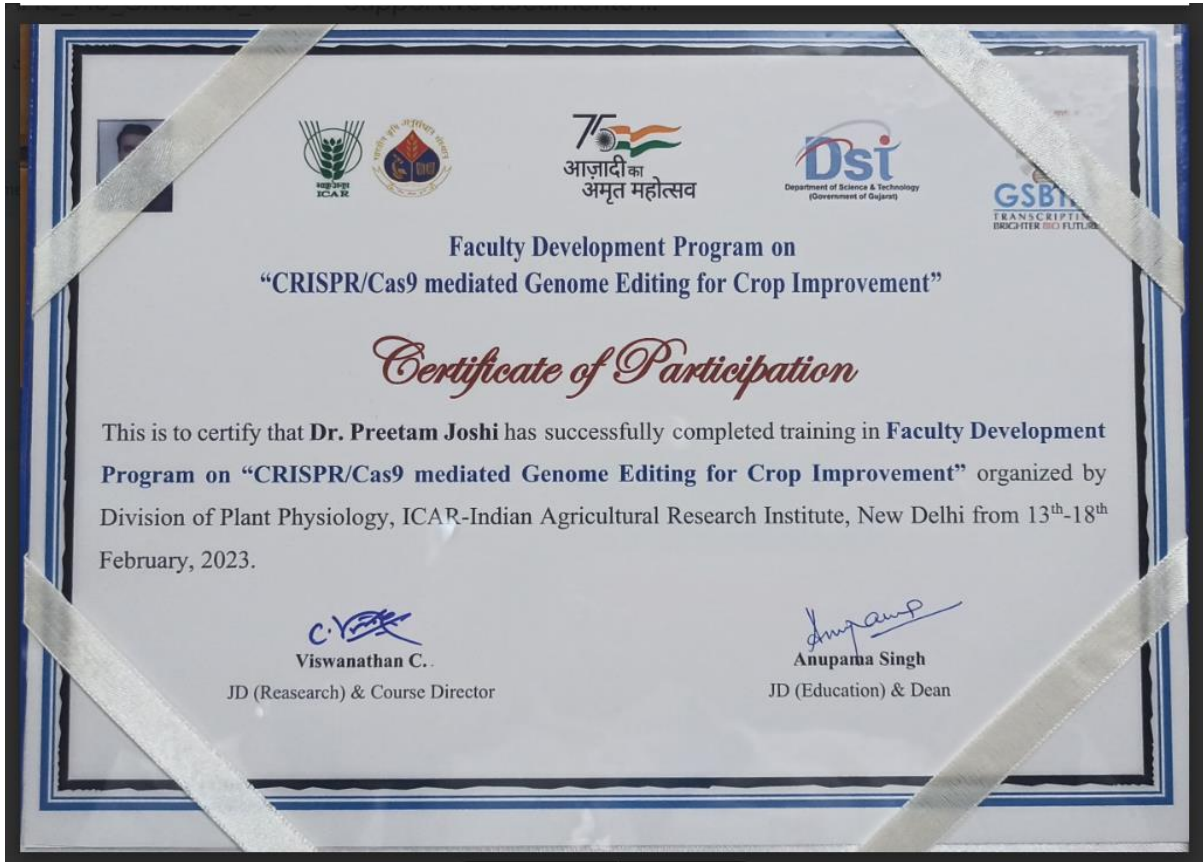 ICAR
75
आज़ादी का
अमृत महोत्सव
DST
Department of Science & Technology
(Government of Gujarat)
BRIGHTER BIO FUTURE
Faculty Development Program on
“CRISPR/Cas9 mediated Genome Editing for Crop Improvement”
Certificate of Participation
This is to certify that Dr. Preetam Joshi has successfully completed training in Faculty Development
Program on “CRISPR/Cas9 mediated Genome Editing for Crop Improvement” organized by
Division of Plant Physiology, ICAR-Indian Agricultural Research Institute, New Delhi from 13th-18th
February, 2023.
Viswanathan C.
Anupama Singh
JD (Reasearch) & Course Director
JD (Education) & Dean